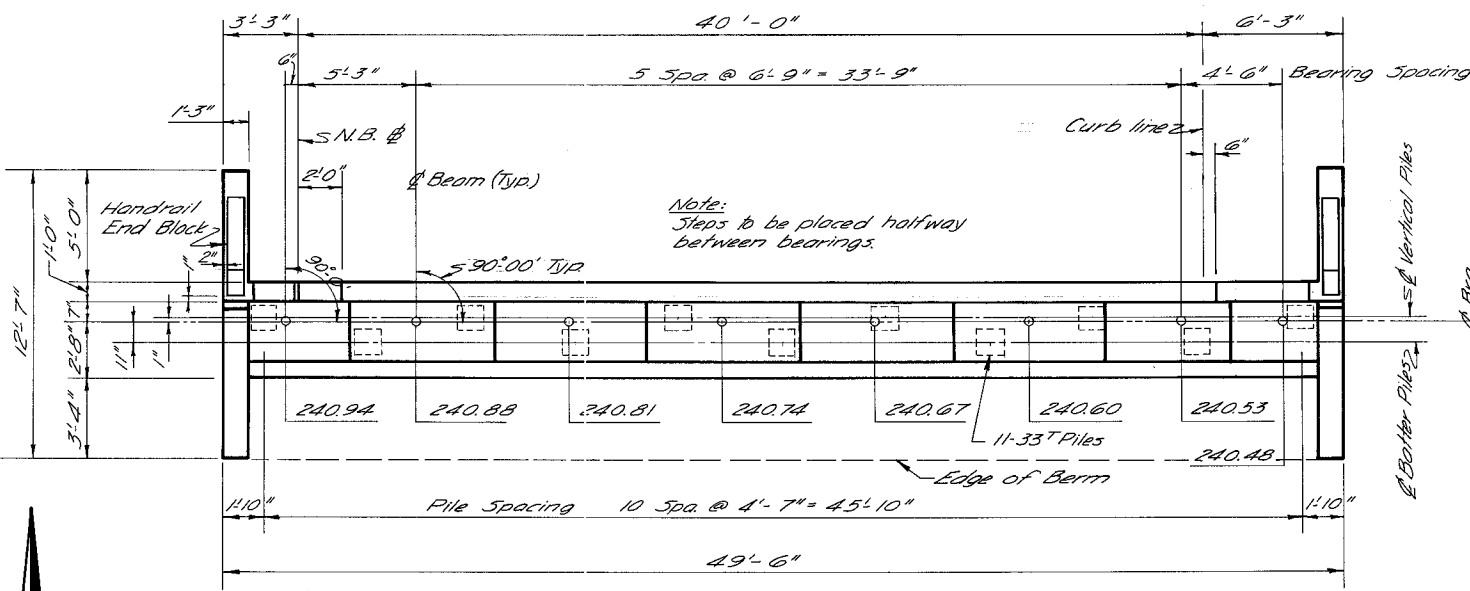 3'-3"
40'-0"
6'-3"
6"
5'-3"
5 Spa. @ 6'-9" = 33'-9"
4'-6"
Bearing Spacing
1'-3"
N.B. ⅊
Curb line
6"
2'-0"
℄ Beam (Typ.)
Note:
Steps to be placed halfway
between bearings.
Handrail
End Block
2"
1"
90°
90°00' Typ.
℄ Vertical Piles
℄ Brg.
12'-7"
1'-0"
5'-0"
7"
2'-8"
3'-4"
11"
1"
240.94
240.88
240.81
240.74
240.67
240.60
240.53
240.48
11-33ᵀ Piles
Edge of Berm
℄ Batter Piles
1'-10"
Pile Spacing
10 Spa. @ 4'-7" = 45'-10"
1'-10"
49'-6"